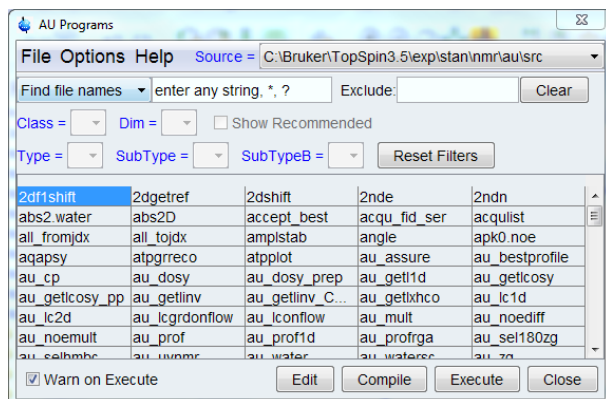 AU Programs
File Options Help Source = C:\Bruker\TopSpin3.5\exp\stan\nmr\au\src
Find file names enter any string, *, ? Exclude: Clear
Class = Dim = Show Recommended
Type = SubType = SubTypeB = Reset Filters
2df1shift 2dgetref 2dshift 2nde 2ndn
abs2.water abs2D accept_best acqu_fid_ser acqulist
all_fromjdx all_tojdx amplstab angle apk0.noe
aqapsy atpgrreco atpplot au_assure au_bestprofile
au_cp au_dosy au_dosy_prep au_getl1d au_getlcosy
au_getlcosy_pp au_getlinv au_getlinv_C... au_getlxhco au_lc1d
au_lc2d au_lcgrdonflow au_lconflow au_mult au_noediff
au_noemult au_prof au_prof1d au_profrga au_sel180zg
au_selhmbc au_uvnmr au_water au_watersc au_zg
Warn on Execute Edit Compile Execute Close